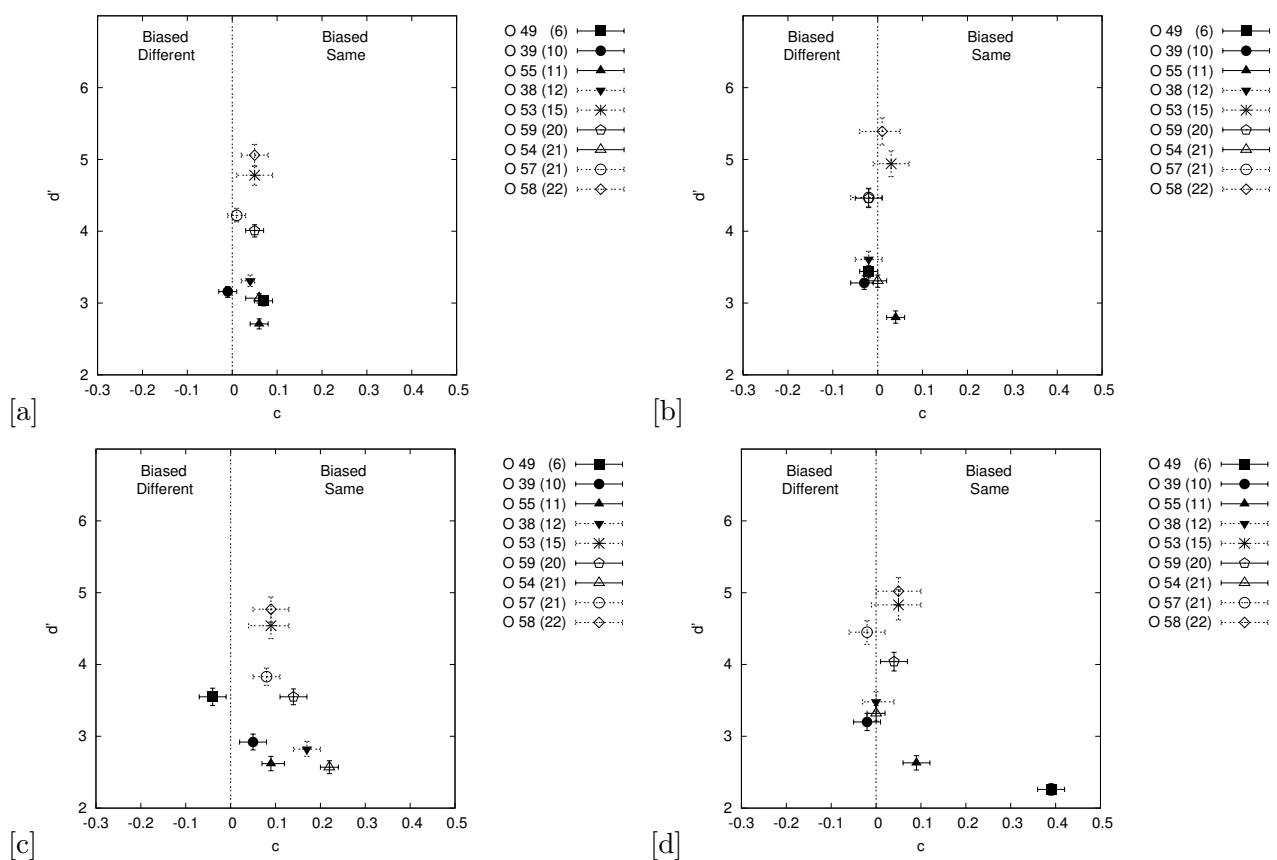 Biased Biased
Different Same
7
6
5
4
3
2
d'
-0.3 -0.2 -0.1 0 0.1 0.2 0.3 0.4 0.5
c
O 49 (6)
O 39 (10)
O 55 (11)
O 38 (12)
O 53 (15)
O 59 (20)
O 54 (21)
O 57 (21)
O 58 (22)
[a]
Biased Biased
Different Same
6
5
4
3
2
d'
-0.3 -0.2 -0.1 0 0.1 0.2 0.3 0.4 0.5
c
O 49 (6)
O 39 (10)
O 55 (11)
O 38 (12)
O 53 (15)
O 59 (20)
O 54 (21)
O 57 (21)
O 58 (22)
[b]
Biased Biased
Different Same
6
5
4
3
2
d'
-0.3 -0.2 -0.1 0 0.1 0.2 0.3 0.4 0.5
c
O 49 (6)
O 39 (10)
O 55 (11)
O 38 (12)
O 53 (15)
O 59 (20)
O 54 (21)
O 57 (21)
O 58 (22)
[c]
Biased Biased
Different Same
6
5
4
3
2
d'
-0.3 -0.2 -0.1 0 0.1 0.2 0.3 0.4 0.5
c
O 49 (6)
O 39 (10)
O 55 (11)
O 38 (12)
O 53 (15)
O 59 (20)
O 54 (21)
O 57 (21)
O 58 (22)
[d]